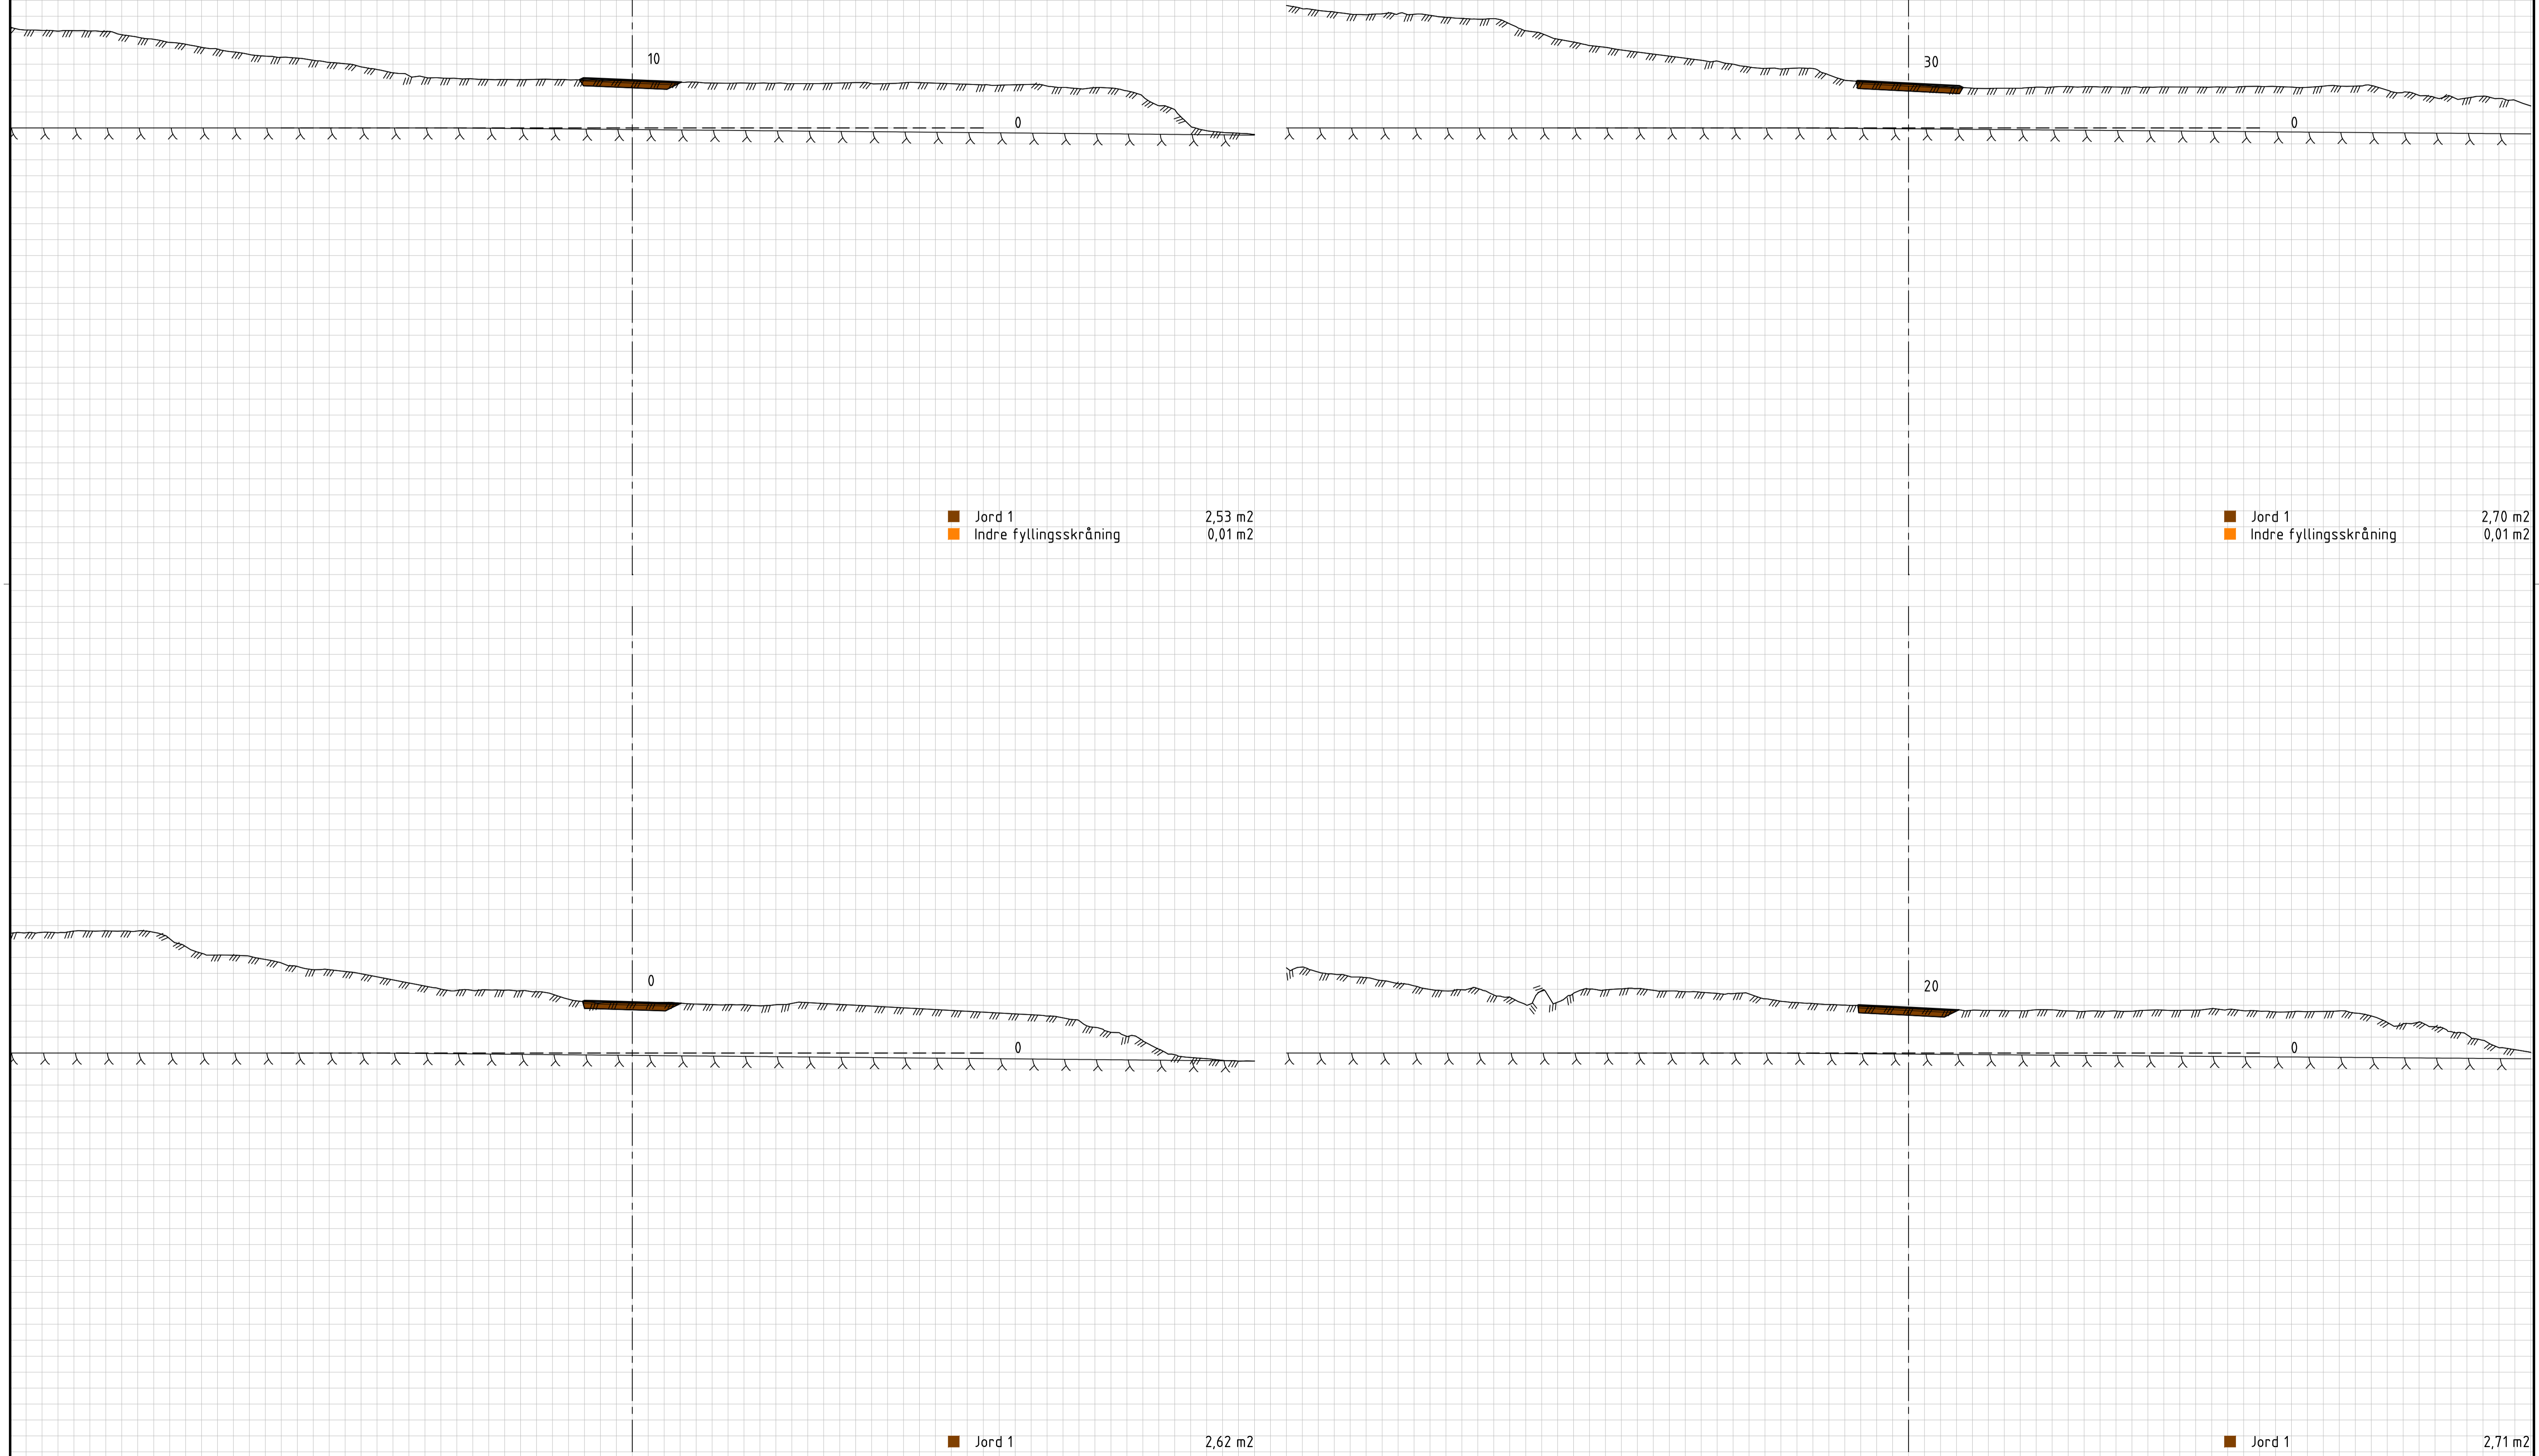 10
0
30
0
Jord 1 2,53 m2
Indre fyllingsskråning 0,01 m2
Jord 1 2,70 m2
Indre fyllingsskråning 0,01 m2
0
0
20
0
Jord 1 2,62 m2
Jord 1 2,71 m2